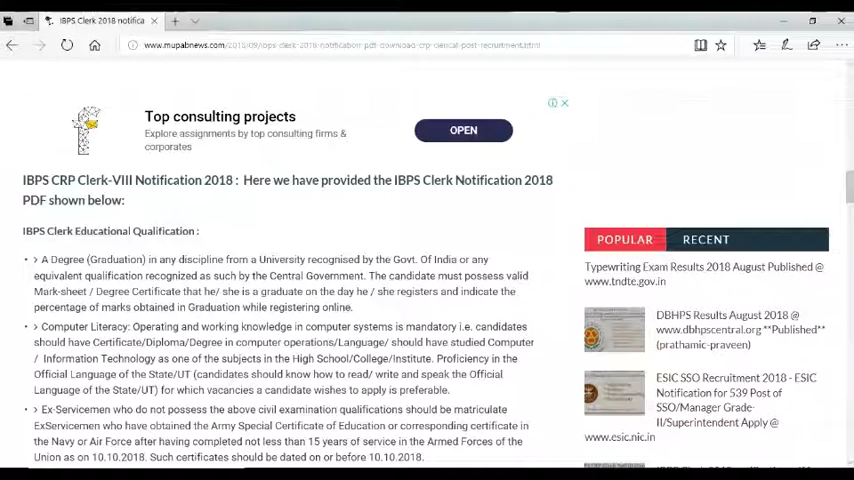 IBPS Clerk 2018 notifica
www.mupabnews.com/2018/09/ibps-clerk-2018-notification-pdf-download-crp-clerical-post-recruitment.html
Top consulting projects
Explore assignments by top consulting firms &
corporates
OPEN
IBPS CRP Clerk-VIII Notification 2018 : Here we have provided the IBPS Clerk Notification 2018
PDF shown below:
IBPS Clerk Educational Qualification :
• > A Degree (Graduation) in any discipline from a University recognised by the Govt. Of India or any
equivalent qualification recognized as such by the Central Government. The candidate must possess valid
Mark-sheet / Degree Certificate that he/ she is a graduate on the day he / she registers and indicate the
percentage of marks obtained in Graduation while registering online.
• > Computer Literacy: Operating and working knowledge in computer systems is mandatory i.e. candidates
should have Certificate/Diploma/Degree in computer operations/Language/ should have studied Computer
/ Information Technology as one of the subjects in the High School/College/Institute. Proficiency in the
Official Language of the State/UT (candidates should know how to read/ write and speak the Official
Language of the State/UT) for which vacancies a candidate wishes to apply is preferable.
• > Ex-Servicemen who do not possess the above civil examination qualifications should be matriculate
ExServicemen who have obtained the Army Special Certificate of Education or corresponding certificate in
the Navy or Air Force after having completed not less than 15 years of service in the Armed Forces of the
Union as on 10.10.2018. Such certificates should be dated on or before 10.10.2018.
POPULAR RECENT
Typewriting Exam Results 2018 August Published @
www.tndte.gov.in
DBHPS Results August 2018 @
www.dbhpscentral.org **Published**
(prathamic-praveen)
ESIC SSO Recruitment 2018 - ESIC
Notification for 539 Post of
SSO/Manager Grade-
II/Superintendent Apply @
www.esic.nic.in